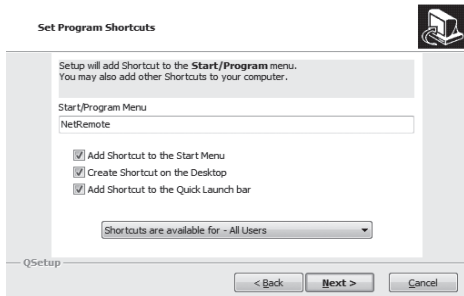 Set Program Shortcuts
Setup will add Shortcut to the Start/Program menu.
You may also add other Shortcuts to your computer.
Start/Program Menu
NetRemote
Add Shortcut to the Start Menu
Create Shortcut on the Desktop
Add Shortcut to the Quick Launch bar
Shortcuts are available for - All Users
QSetup
< Back Next > Cancel